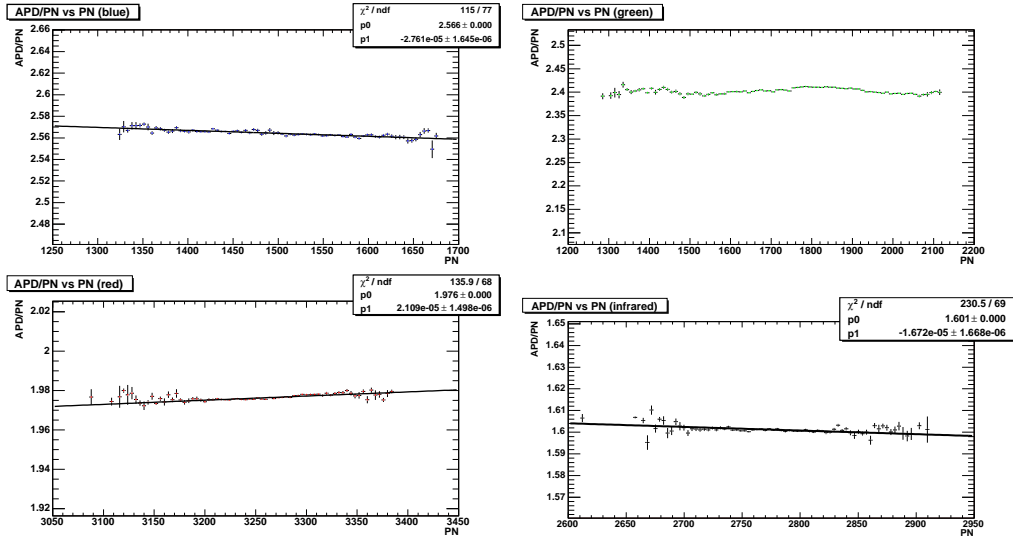 APD/PN vs PN (blue)
χ² / ndf 115 / 77
p0 2.566 ± 0.000
p1 -2.761e-05 ± 1.645e-06
APD/PN
2.66
2.64
2.62
2.6
2.58
2.56
2.54
2.52
2.5
2.48
1250 1300 1350 1400 1450 1500 1550 1600 1650 1700
PN
APD/PN vs PN (green)
APD/PN
2.5
2.45
2.4
2.35
2.3
2.25
2.2
2.15
2.1
1200 1300 1400 1500 1600 1700 1800 1900 2000 2100 2200
PN
APD/PN vs PN (red)
χ² / ndf 135.9 / 68
p0 1.976 ± 0.000
p1 2.109e-05 ± 1.498e-06
APD/PN
2.02
2
1.98
1.96
1.94
1.92
3050 3100 3150 3200 3250 3300 3350 3400 3450
PN
APD/PN vs PN (infrared)
χ² / ndf 230.5 / 69
p0 1.601 ± 0.000
p1 -1.672e-05 ± 1.668e-06
APD/PN
1.65
1.64
1.63
1.62
1.61
1.6
1.59
1.58
1.57
2600 2650 2700 2750 2800 2850 2900 2950
PN